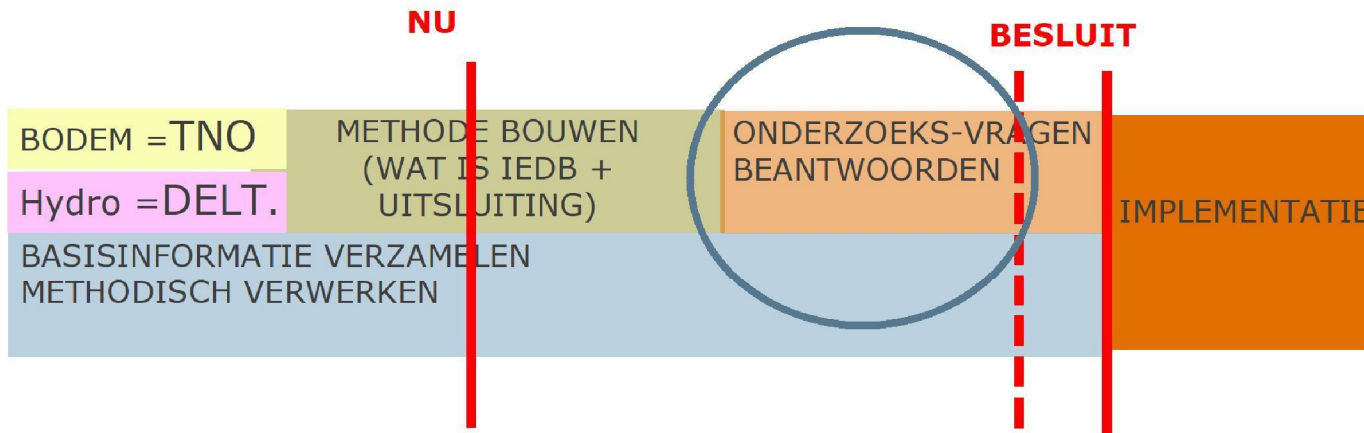 NU
BESLUIT
BODEM =TNO
Hydro =DELT.
METHODE BOUWEN
(WAT IS IEDB +
UITSLUITING)
ONDERZOEKS-VRAGEN
BEANTWOORDEN
IMPLEMENTATIE
BASISINFORMATIE VERZAMELEN
METHODISCH VERWERKEN